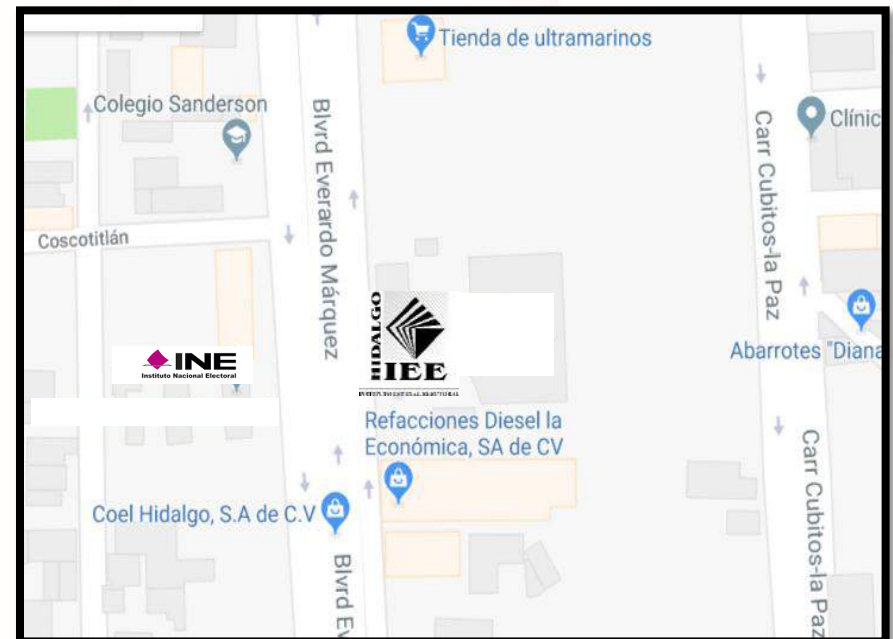 Tienda de ultramarinos
Colegio Sanderson
Clínic
Blvrd Everardo Márquez
Carr Cubitos-la Paz
Coscotitlán
HIDALGO
IEE
INE
Instituto Nacional Electoral
Abarrotes "Diana
Refacciones Diesel la
Económica, SA de CV
Coel Hidalgo, S.A de C.V
Carr Cubitos-la Paz
Blvrd Ev